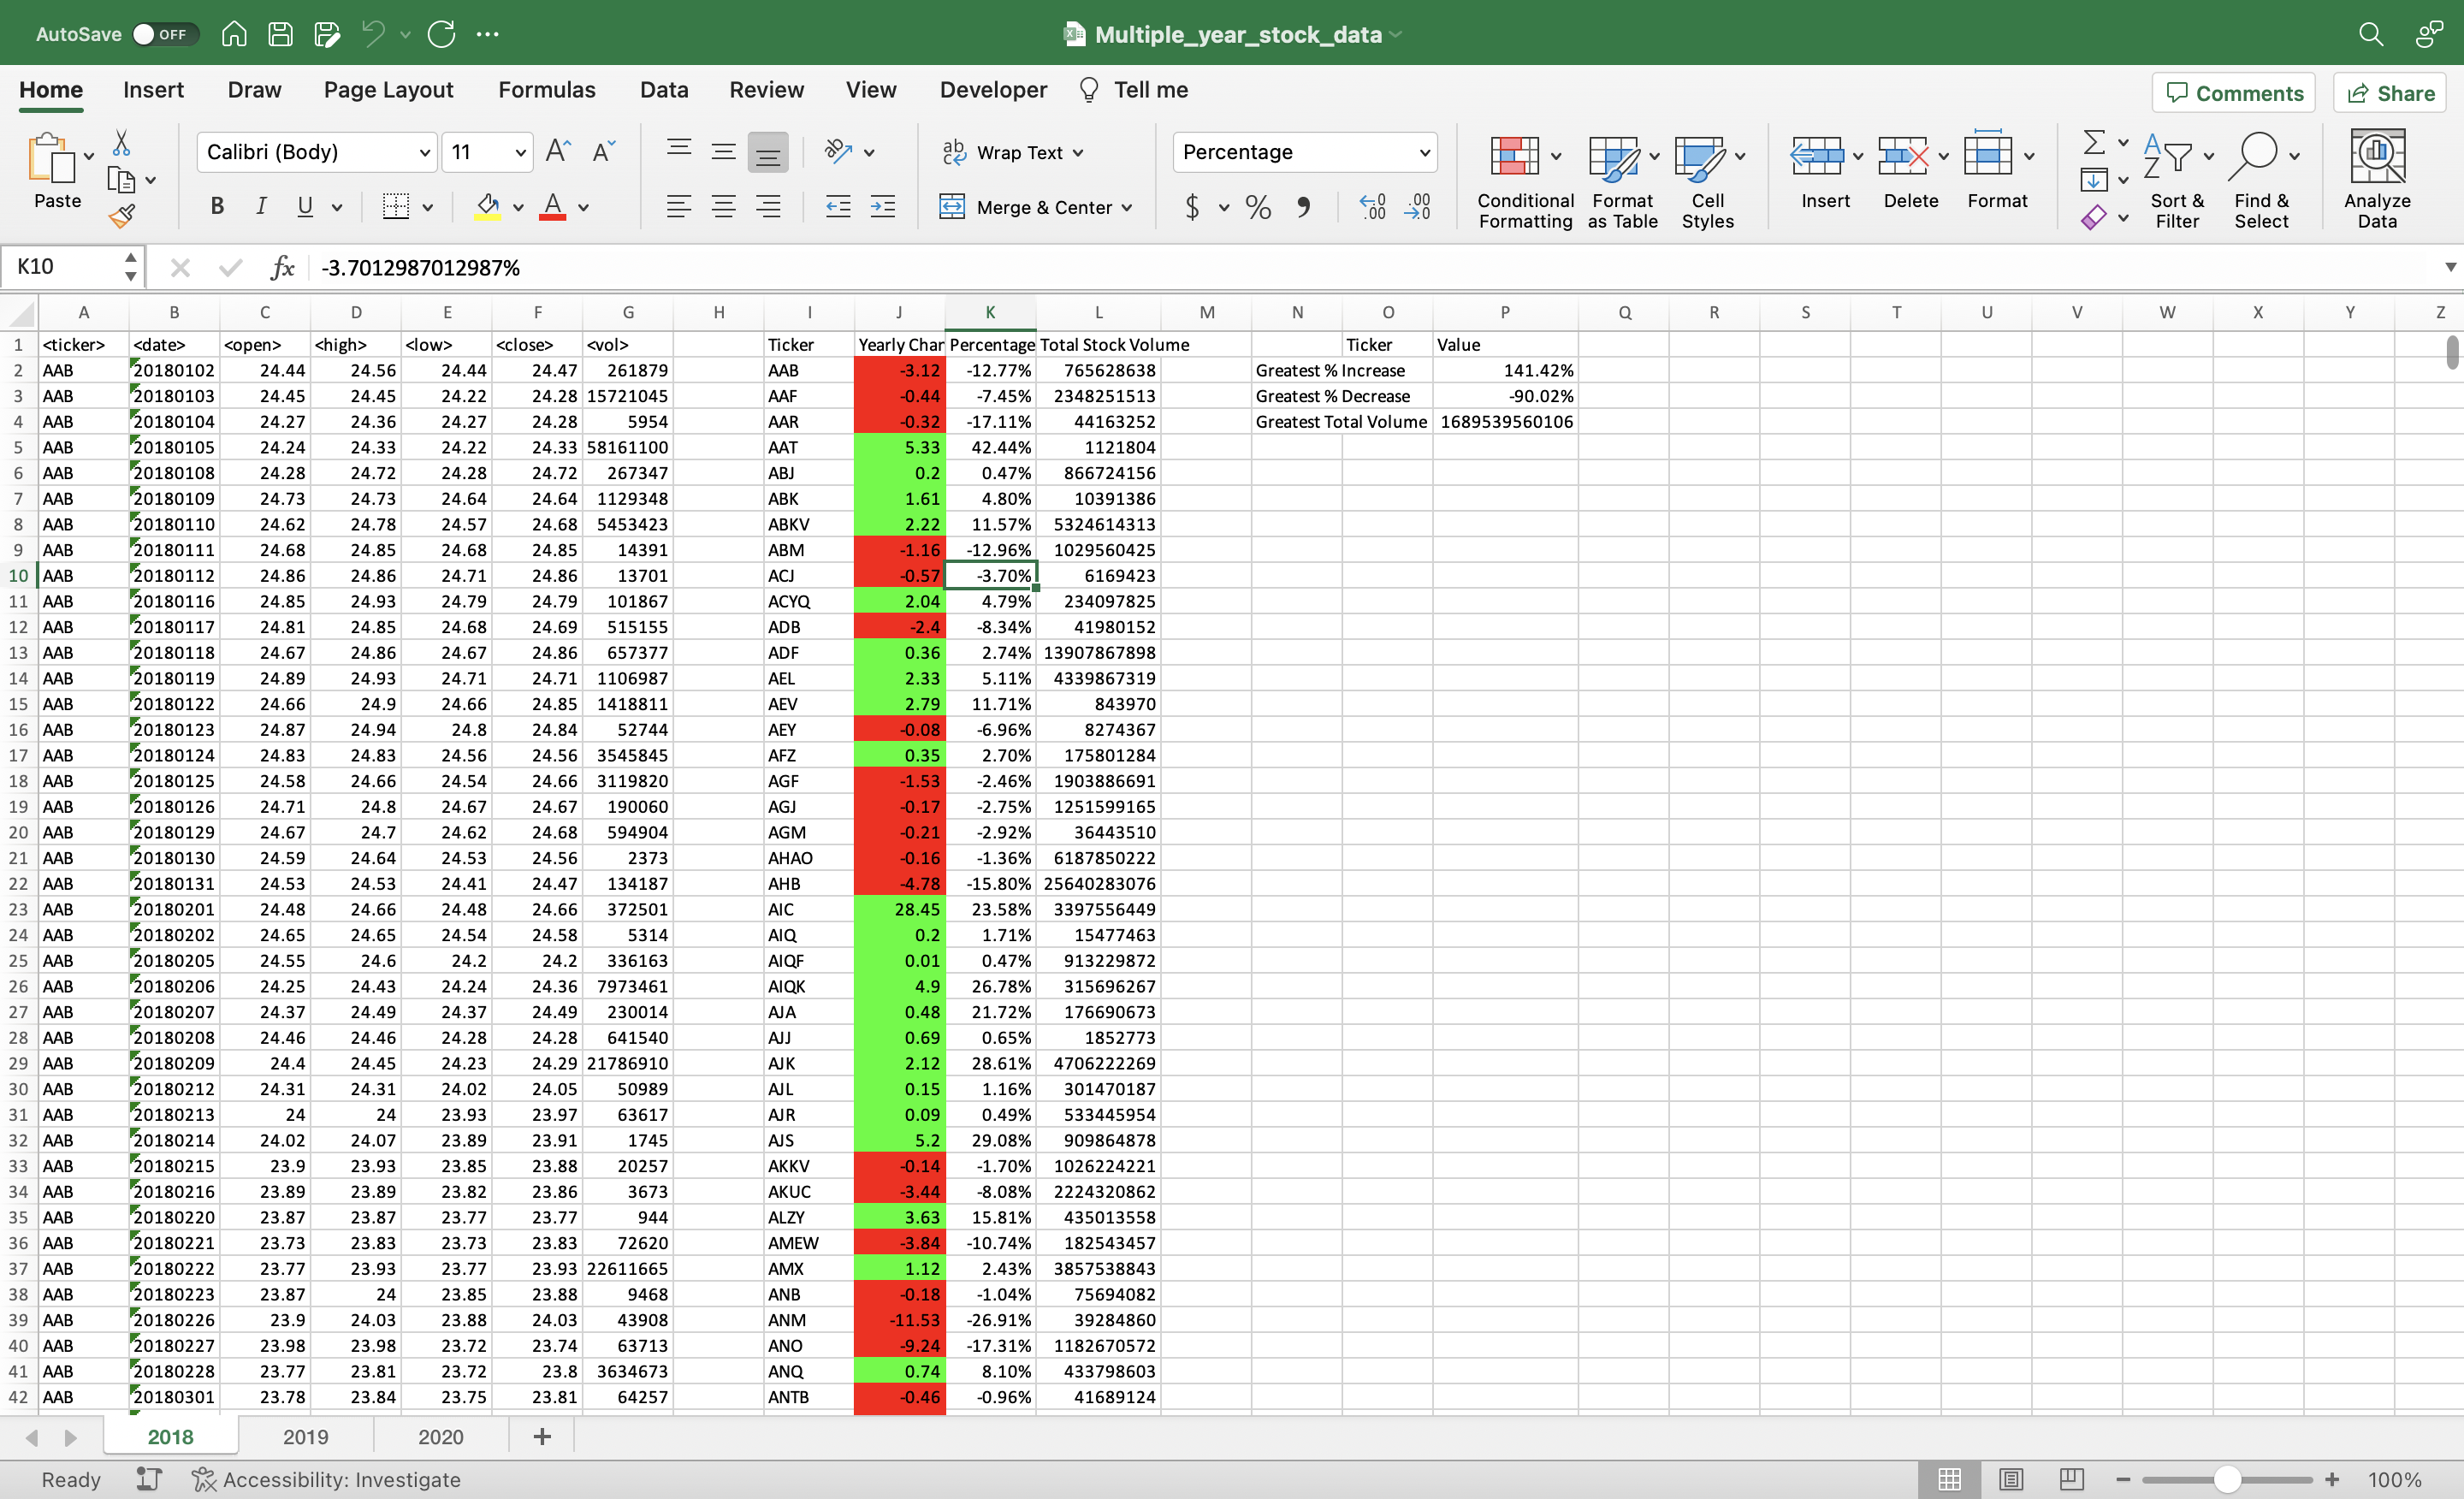 AutoSave OFF Multiple_year_stock_data
Home Insert Draw Page Layout Formulas Data Review View Developer Tell me Comments Share
Paste Calibri (Body) 11 A A Wrap Text Percentage Conditional Formatting Format as Table Cell Styles Insert Delete Format Sort & Filter Find & Select Analyze Data
B I U A Merge & Center $ % ,
K10 fx -3.7012987012987%
A B C D E F G H I J K L M N O P Q R S T U V W X Y Z
1 <ticker> <date> <open> <high> <low> <close> <vol> Ticker Yearly Char Percentage Total Stock Volume Ticker Value
2 AAB 20180102 24.44 24.56 24.44 24.47 261879 AAB -3.12 -12.77% 765628638 Greatest % Increase 141.42%
3 AAB 20180103 24.45 24.45 24.22 24.28 15721045 AAF -0.44 -7.45% 2348251513 Greatest % Decrease -90.02%
4 AAB 20180104 24.27 24.36 24.27 24.28 5954 AAR -0.32 -17.11% 44163252 Greatest Total Volume 1689539560106
5 AAB 20180105 24.24 24.33 24.22 24.33 58161100 AAT 5.33 42.44% 1121804
6 AAB 20180108 24.28 24.72 24.28 24.72 267347 ABJ 0.2 0.47% 866724156
7 AAB 20180109 24.73 24.73 24.64 24.64 1129348 ABK 1.61 4.80% 10391386
8 AAB 20180110 24.62 24.78 24.57 24.68 5453423 ABKV 2.22 11.57% 5324614313
9 AAB 20180111 24.68 24.85 24.68 24.85 14391 ABM -1.16 -12.96% 1029560425
10 AAB 20180112 24.86 24.86 24.71 24.86 13701 ACJ -0.57 -3.70% 6169423
11 AAB 20180116 24.85 24.93 24.79 24.79 101867 ACYQ 2.04 4.79% 234097825
12 AAB 20180117 24.81 24.85 24.68 24.69 515155 ADB -2.4 -8.34% 41980152
13 AAB 20180118 24.67 24.86 24.67 24.86 657377 ADF 0.36 2.74% 13907867898
14 AAB 20180119 24.89 24.93 24.71 24.71 1106987 AEL 2.33 5.11% 4339867319
15 AAB 20180122 24.66 24.9 24.66 24.85 1418811 AEV 2.79 11.71% 843970
16 AAB 20180123 24.87 24.94 24.8 24.84 52744 AEY -0.08 -6.96% 8274367
17 AAB 20180124 24.83 24.83 24.56 24.56 3545845 AFZ 0.35 2.70% 175801284
18 AAB 20180125 24.58 24.66 24.54 24.66 3119820 AGF -1.53 -2.46% 1903886691
19 AAB 20180126 24.71 24.8 24.67 24.67 190060 AGJ -0.17 -2.75% 1251599165
20 AAB 20180129 24.67 24.7 24.62 24.68 594904 AGM -0.21 -2.92% 36443510
21 AAB 20180130 24.59 24.64 24.53 24.56 2373 AHAO -0.16 -1.36% 6187850222
22 AAB 20180131 24.53 24.53 24.41 24.47 134187 AHB -4.78 -15.80% 25640283076
23 AAB 20180201 24.48 24.66 24.48 24.66 372501 AIC 28.45 23.58% 3397556449
24 AAB 20180202 24.65 24.65 24.54 24.58 5314 AIQ 0.2 1.71% 15477463
25 AAB 20180205 24.55 24.6 24.2 24.2 336163 AIQF 0.01 0.47% 913229872
26 AAB 20180206 24.25 24.43 24.24 24.36 7973461 AIQK 4.9 26.78% 315696267
27 AAB 20180207 24.37 24.49 24.37 24.49 230014 AJA 0.48 21.72% 176690673
28 AAB 20180208 24.46 24.46 24.28 24.28 641540 AJJ 0.69 0.65% 1852773
29 AAB 20180209 24.4 24.45 24.23 24.29 21786910 AJK 2.12 28.61% 4706222269
30 AAB 20180212 24.31 24.31 24.02 24.05 50989 AJL 0.15 1.16% 301470187
31 AAB 20180213 24 24 23.93 23.97 63617 AJR 0.09 0.49% 533445954
32 AAB 20180214 24.02 24.07 23.89 23.91 1745 AJS 5.2 29.08% 909864878
33 AAB 20180215 23.9 23.93 23.85 23.88 20257 AKKV -0.14 -1.70% 1026224221
34 AAB 20180216 23.89 23.89 23.82 23.86 3673 AKUC -3.44 -8.08% 2224320862
35 AAB 20180220 23.87 23.87 23.77 23.77 944 ALZY 3.63 15.81% 435013558
36 AAB 20180221 23.73 23.83 23.73 23.83 72620 AMEW -3.84 -10.74% 182543457
37 AAB 20180222 23.77 23.93 23.77 23.93 22611665 AMX 1.12 2.43% 3857538843
38 AAB 20180223 23.87 24 23.85 23.88 9468 ANB -0.18 -1.04% 75694082
39 AAB 20180226 23.9 24.03 23.88 24.03 43908 ANM -11.53 -26.91% 39284860
40 AAB 20180227 23.98 23.98 23.72 23.74 63713 ANO -9.24 -17.31% 1182670572
41 AAB 20180228 23.77 23.81 23.72 23.8 3634673 ANQ 0.74 8.10% 433798603
42 AAB 20180301 23.78 23.84 23.75 23.81 64257 ANTB -0.46 -0.96% 41689124
2018 2019 2020 +
Ready Accessibility: Investigate 100%